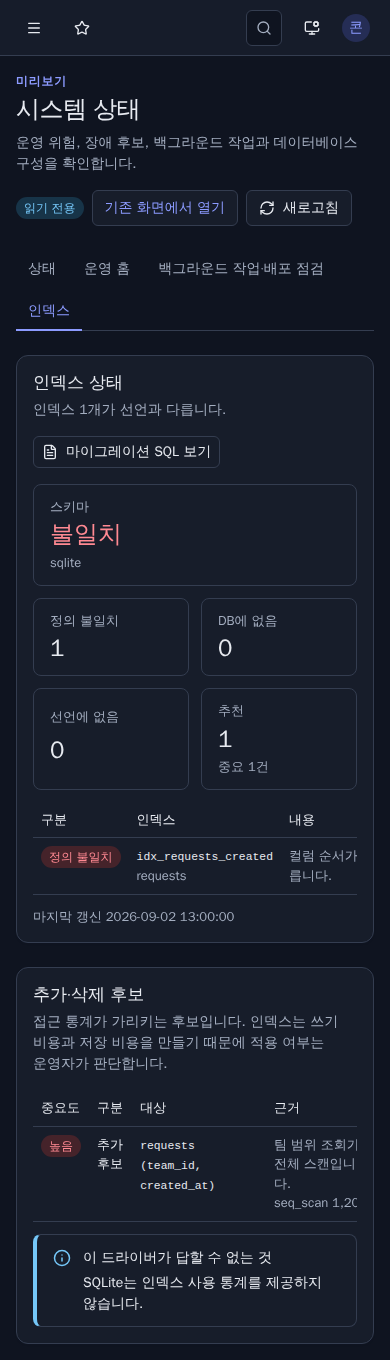 콘
미리보기
시스템 상태
운영 위험, 장애 후보, 백그라운드 작업과 데이터베이스
구성을 확인합니다.
읽기 전용
기존 화면에서 열기
새로고침
상태
운영 홈
백그라운드 작업·배포 점검
인덱스
인덱스 상태
인덱스 1개가 선언과 다릅니다.
마이그레이션 SQL 보기
스키마
불일치
sqlite
정의 불일치
1
DB에 없음
0
선언에 없음
0
추천
1
중요 1건
구분 인덱스 내용
정의 불일치
idx_requests_created
requests
컬럼 순서가
릅니다.
마지막 갱신 2026-09-02 13:00:00
추가·삭제 후보
접근 통계가 가리키는 후보입니다. 인덱스는 쓰기
비용과 저장 비용을 만들기 때문에 적용 여부는
운영자가 판단합니다.
중요도 구분 대상 근거
높음
추가
후보
requests
(team_id,
created_at)
팀 범위 조회가
전체 스캔입니
다.
seq_scan 1,20
이 드라이버가 답할 수 없는 것
SQLite는 인덱스 사용 통계를 제공하지
않습니다.